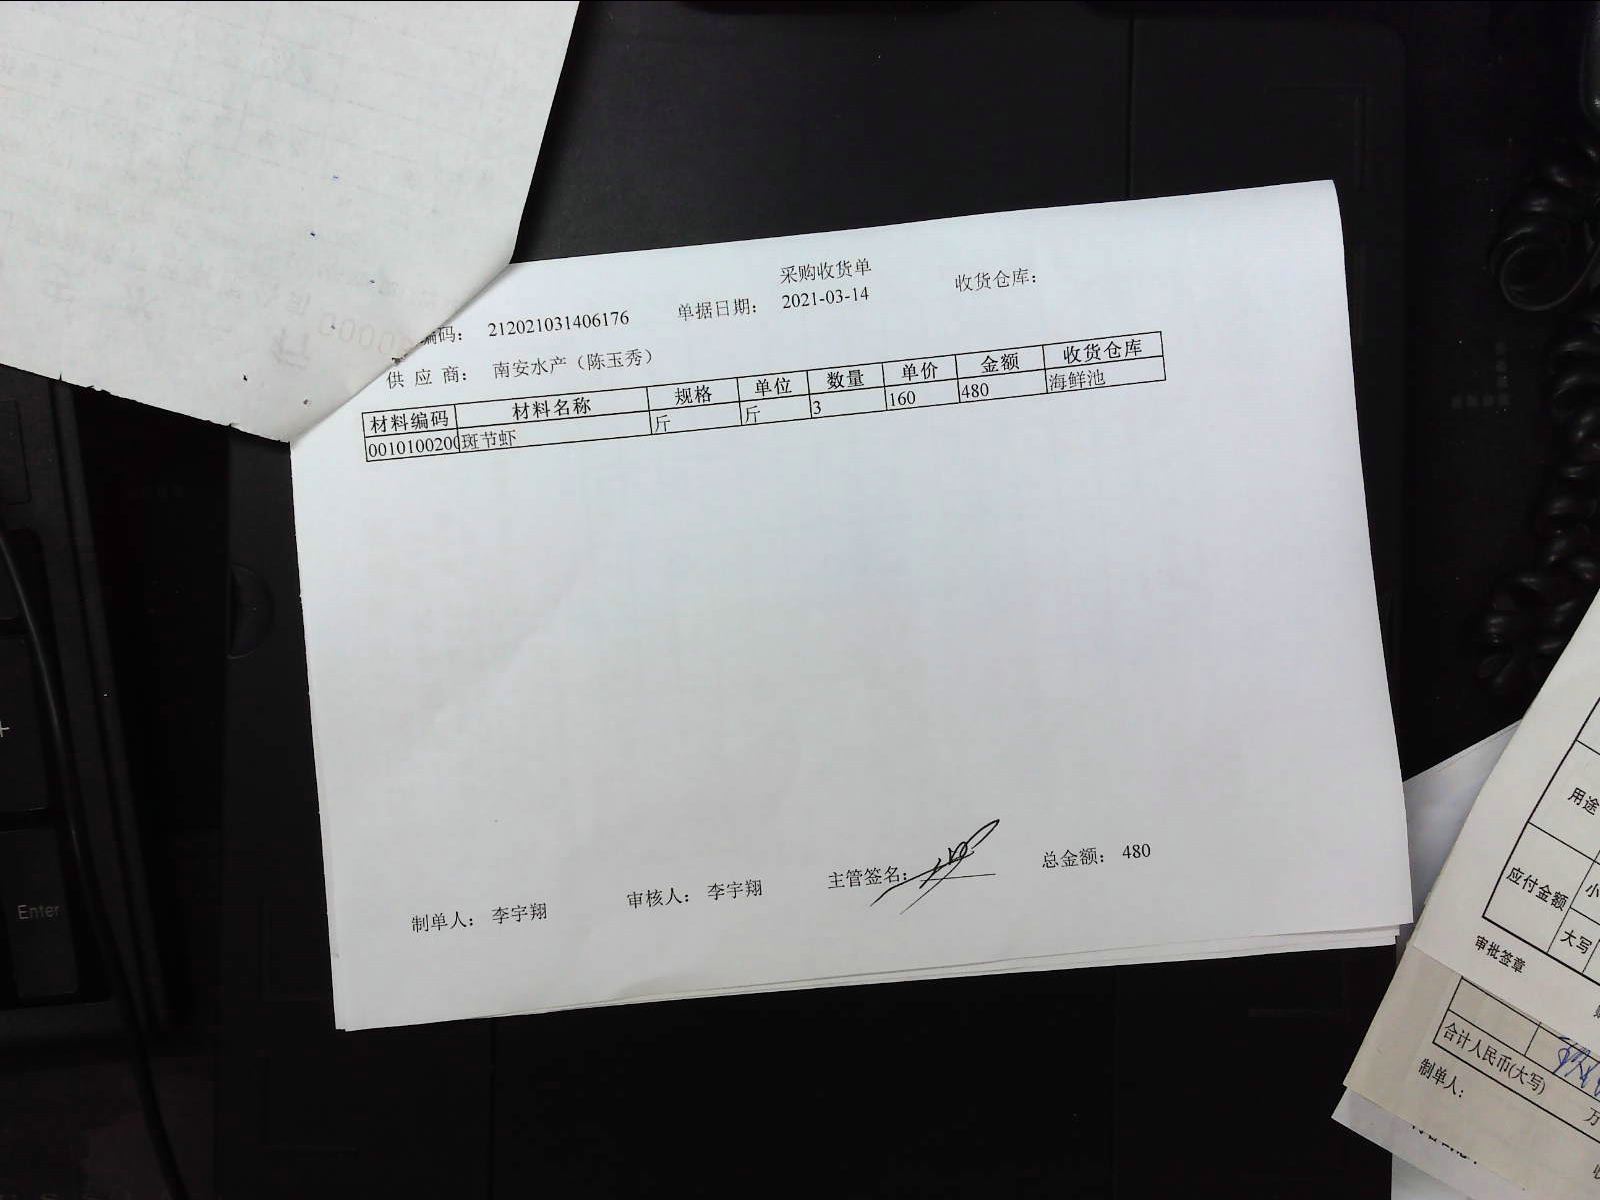 采购收货单
编码： 212021031406176 单据日期： 2021-03-14 收货仓库：
供 应 商： 南安水产（陈玉秀）
材料编码 材料名称 规格 单位 数量 单价 金额 收货仓库
0010100200 斑节虾 斤 斤 3 160 480 海鲜池
制单人： 李宇翔 审核人： 李宇翔 主管签名： 总金额： 480
Enter
用途
应付金额 小
大写
审批签章
合计人民币(大写) 万
制单人：